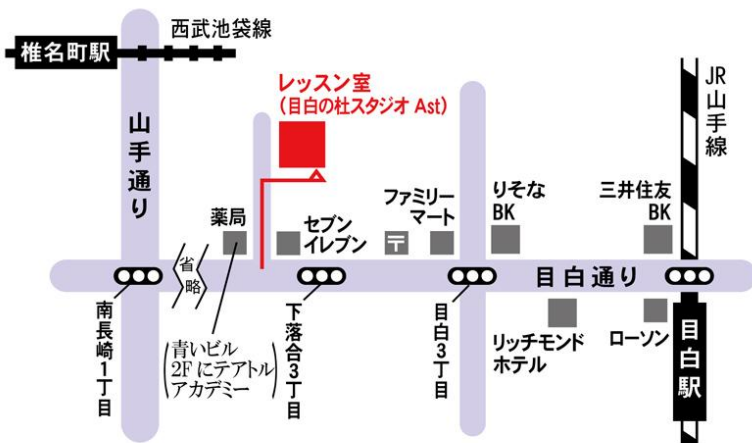 西武池袋線
椎名町駅
レッスン室
(目白の杜スタジオ Ast)
JR山手線
山手通り
薬局
セブン
イレブン
〒
ファミリー
マート
りそな
BK
三井住友
BK
省略
目白通り
南長崎1丁目
(青いビル
2Fにテアトル
アカデミー)
下落合3丁目
目白3丁目
リッチモンド
ホテル
ローソン
目白駅